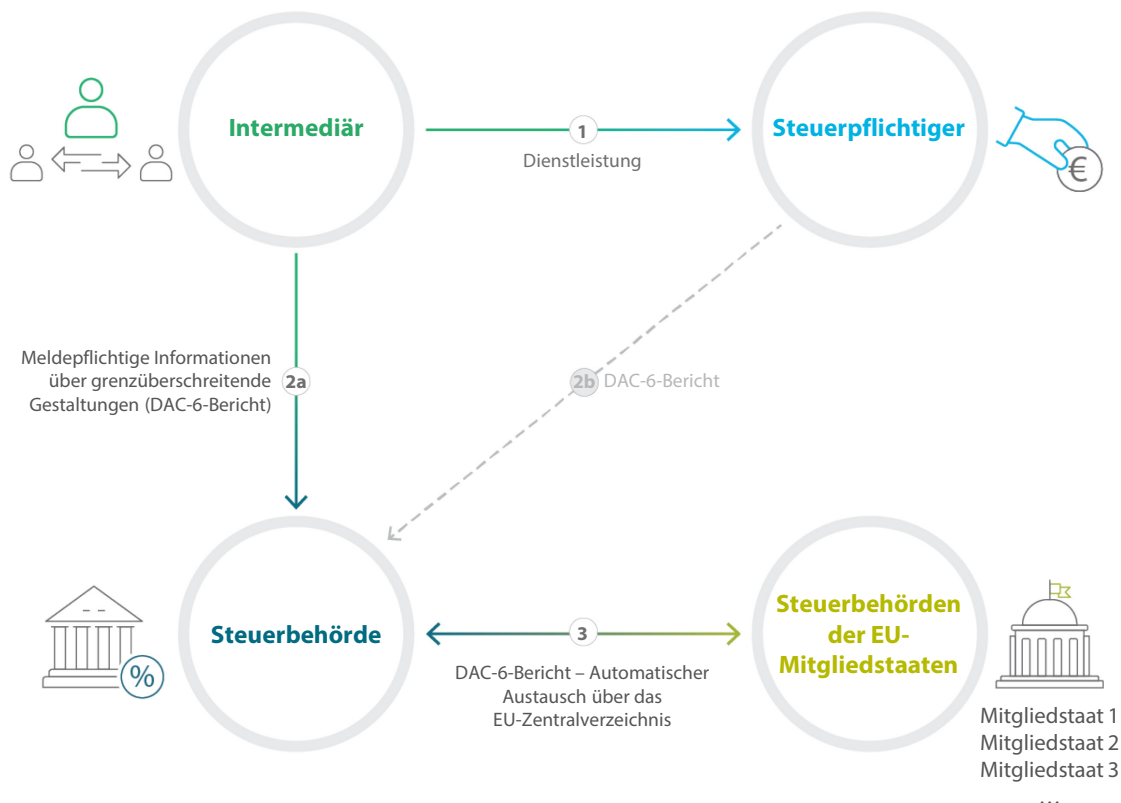 Intermediär
1
Dienstleistung
Steuerpflichtiger
€
Meldepflichtige Informationen
über grenzüberschreitende
Gestaltungen (DAC-6-Bericht)
2a
2b DAC-6-Bericht
%
Steuerbehörde
3
DAC-6-Bericht – Automatischer
Austausch über das
EU-Zentralverzeichnis
Steuerbehörden
der EU-
Mitgliedstaaten
Mitgliedstaat 1
Mitgliedstaat 2
Mitgliedstaat 3
...